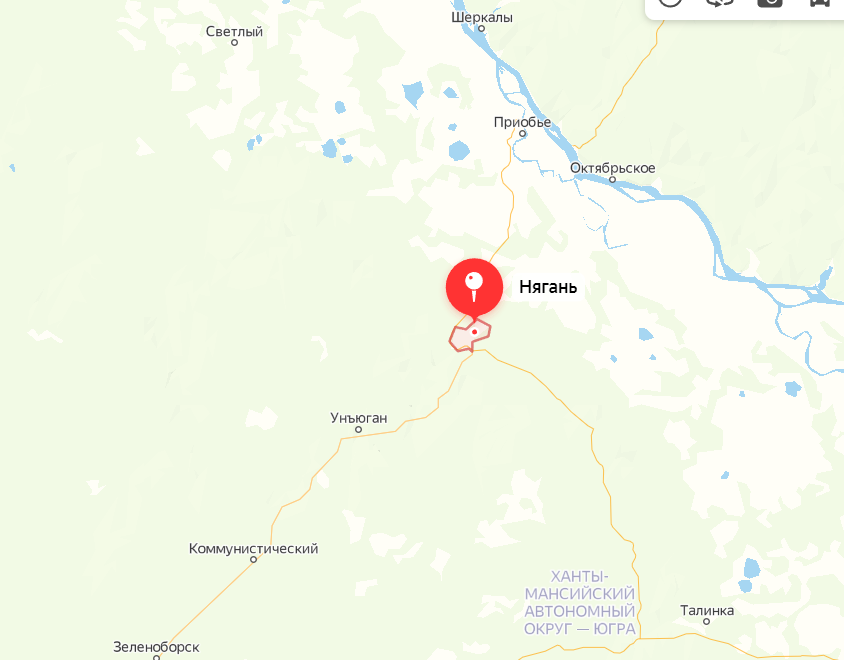 Шеркалы
Светлый
Приобье
Октябрьское
Нягань
Унъюган
Коммунистический
ХАНТЫ-
МАНСИЙСКИЙ
АВТОНОМНЫЙ
ОКРУГ — ЮГРА
Талинка
Зеленоборск